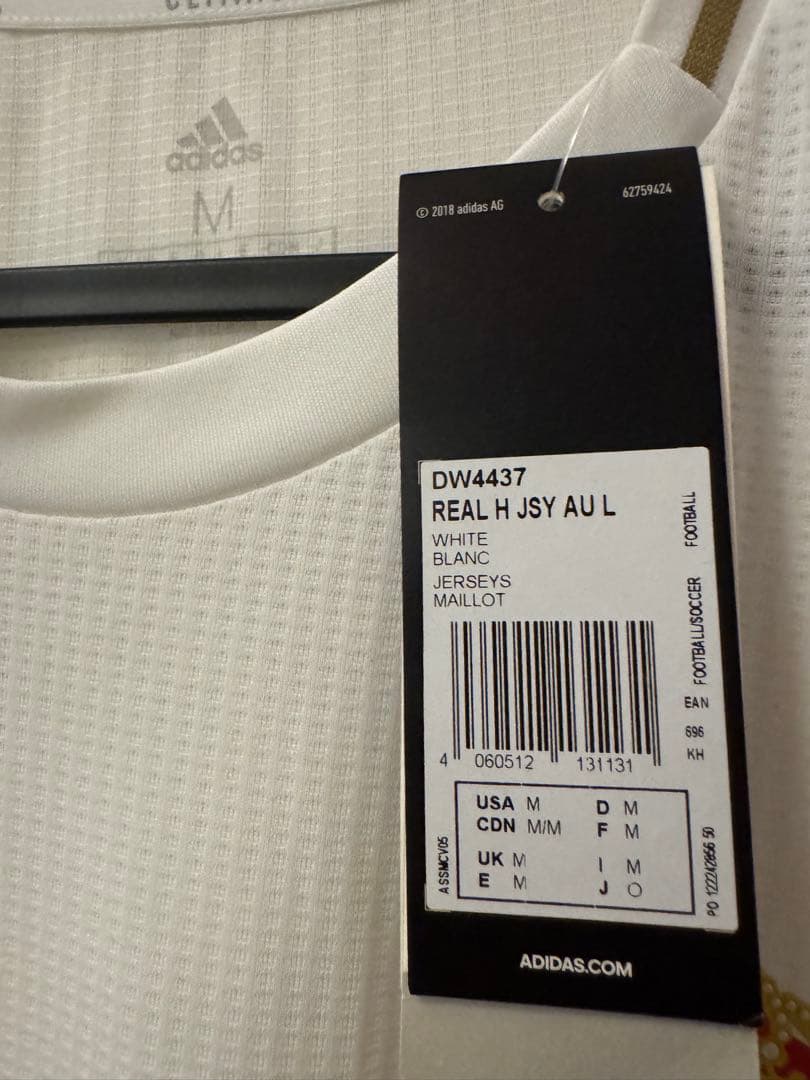 adidas
M
© 2018 adidas AG
62759424
DW4437
REAL H JSY AU L
WHITE
BLANC
JERSEYS
MAILLOT
FOOTBALL
FOOTBALL/SOCCER
EAN
696
KH
4 060512 131131
USA M D M
CDN M/M F M
UK M I M
E M J O
ASSMCV05
PO 1222428566 50
ADIDAS.COM